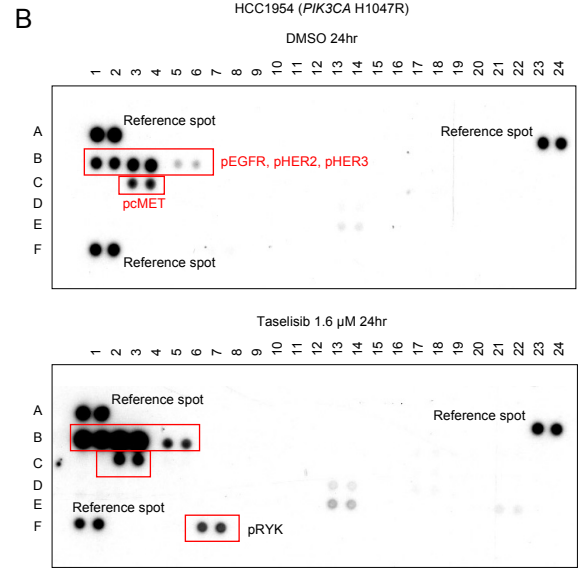 B
HCC1954 (PIK3CA H1047R)
DMSO 24hr
1 2 3 4 5 6 7 8 9 10 11 12 13 14 15 16 17 18 19 20 21 22 23 24
A
Reference spot
Reference spot
B
pEGFR, pHER2, pHER3
C
pcMET
D
E
F
Reference spot
Taselisib 1.6 µM 24hr
1 2 3 4 5 6 7 8 9 10 11 12 13 14 15 16 17 18 19 20 21 22 23 24
A
Reference spot
Reference spot
B
C
D
E
Reference spot
F
pRYK